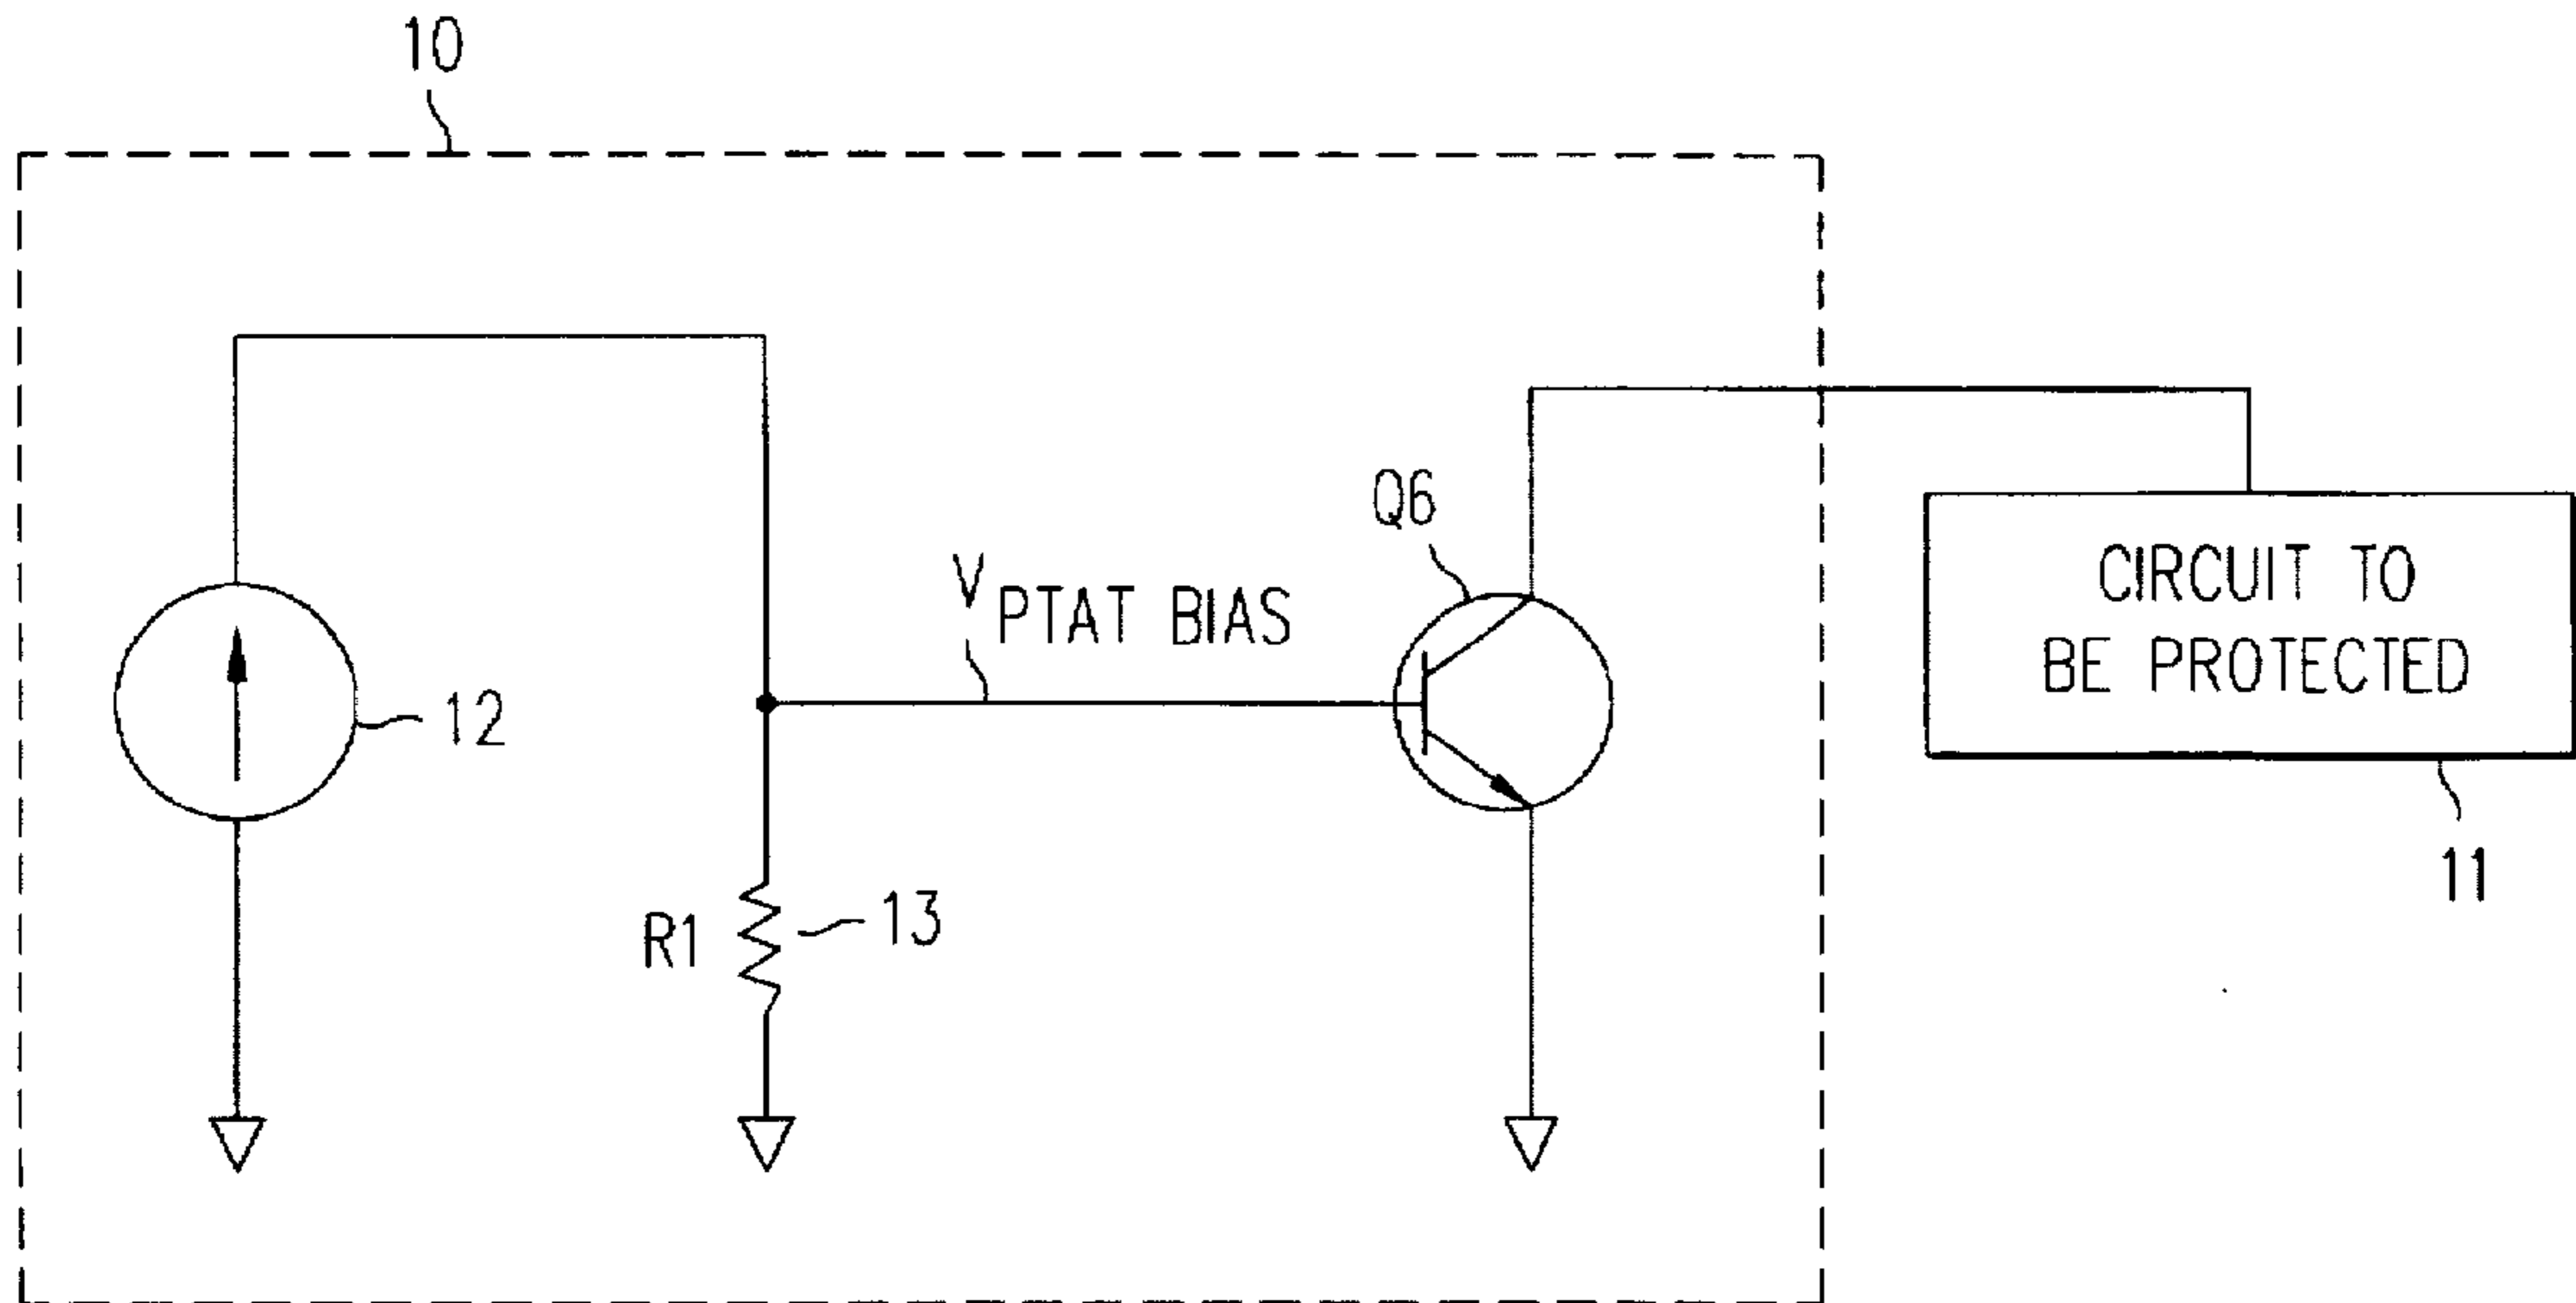 10
12
V PTAT BIAS
Q6
CIRCUIT TO
BE PROTECTED
11
R1
13